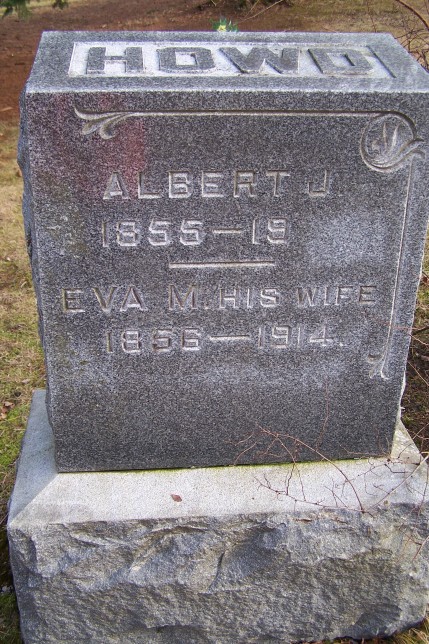 HOWD
ALBERT J
1855–19
EVA M. HIS WIFE
1856–1914.